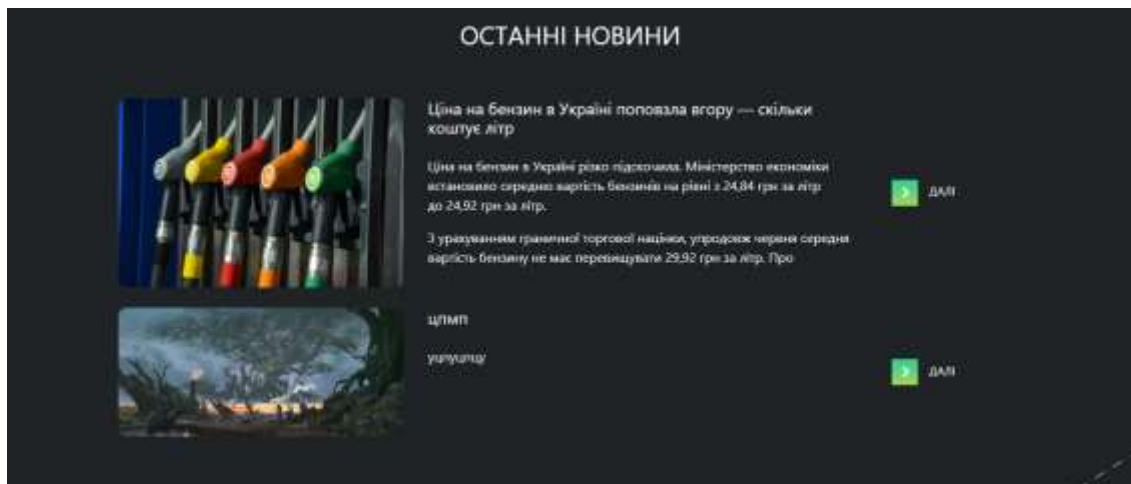 ОСТАННІ НОВИНИ
Ціна на бензин в Україні поповзла вгору — скільки
коштує літр
Ціна на бензин в Україні різко підскочила. Міністерство економіки
встановило середню вартість бензинів на рівні з 24,84 грн за літр
до 24,92 грн за літр.
ДАЛІ
З урахуванням граничної торгової націнки, упродовж червня середня
вартість бензину не має перевищувати 29,92 грн за літр. Про
цпмп
ДАЛІ